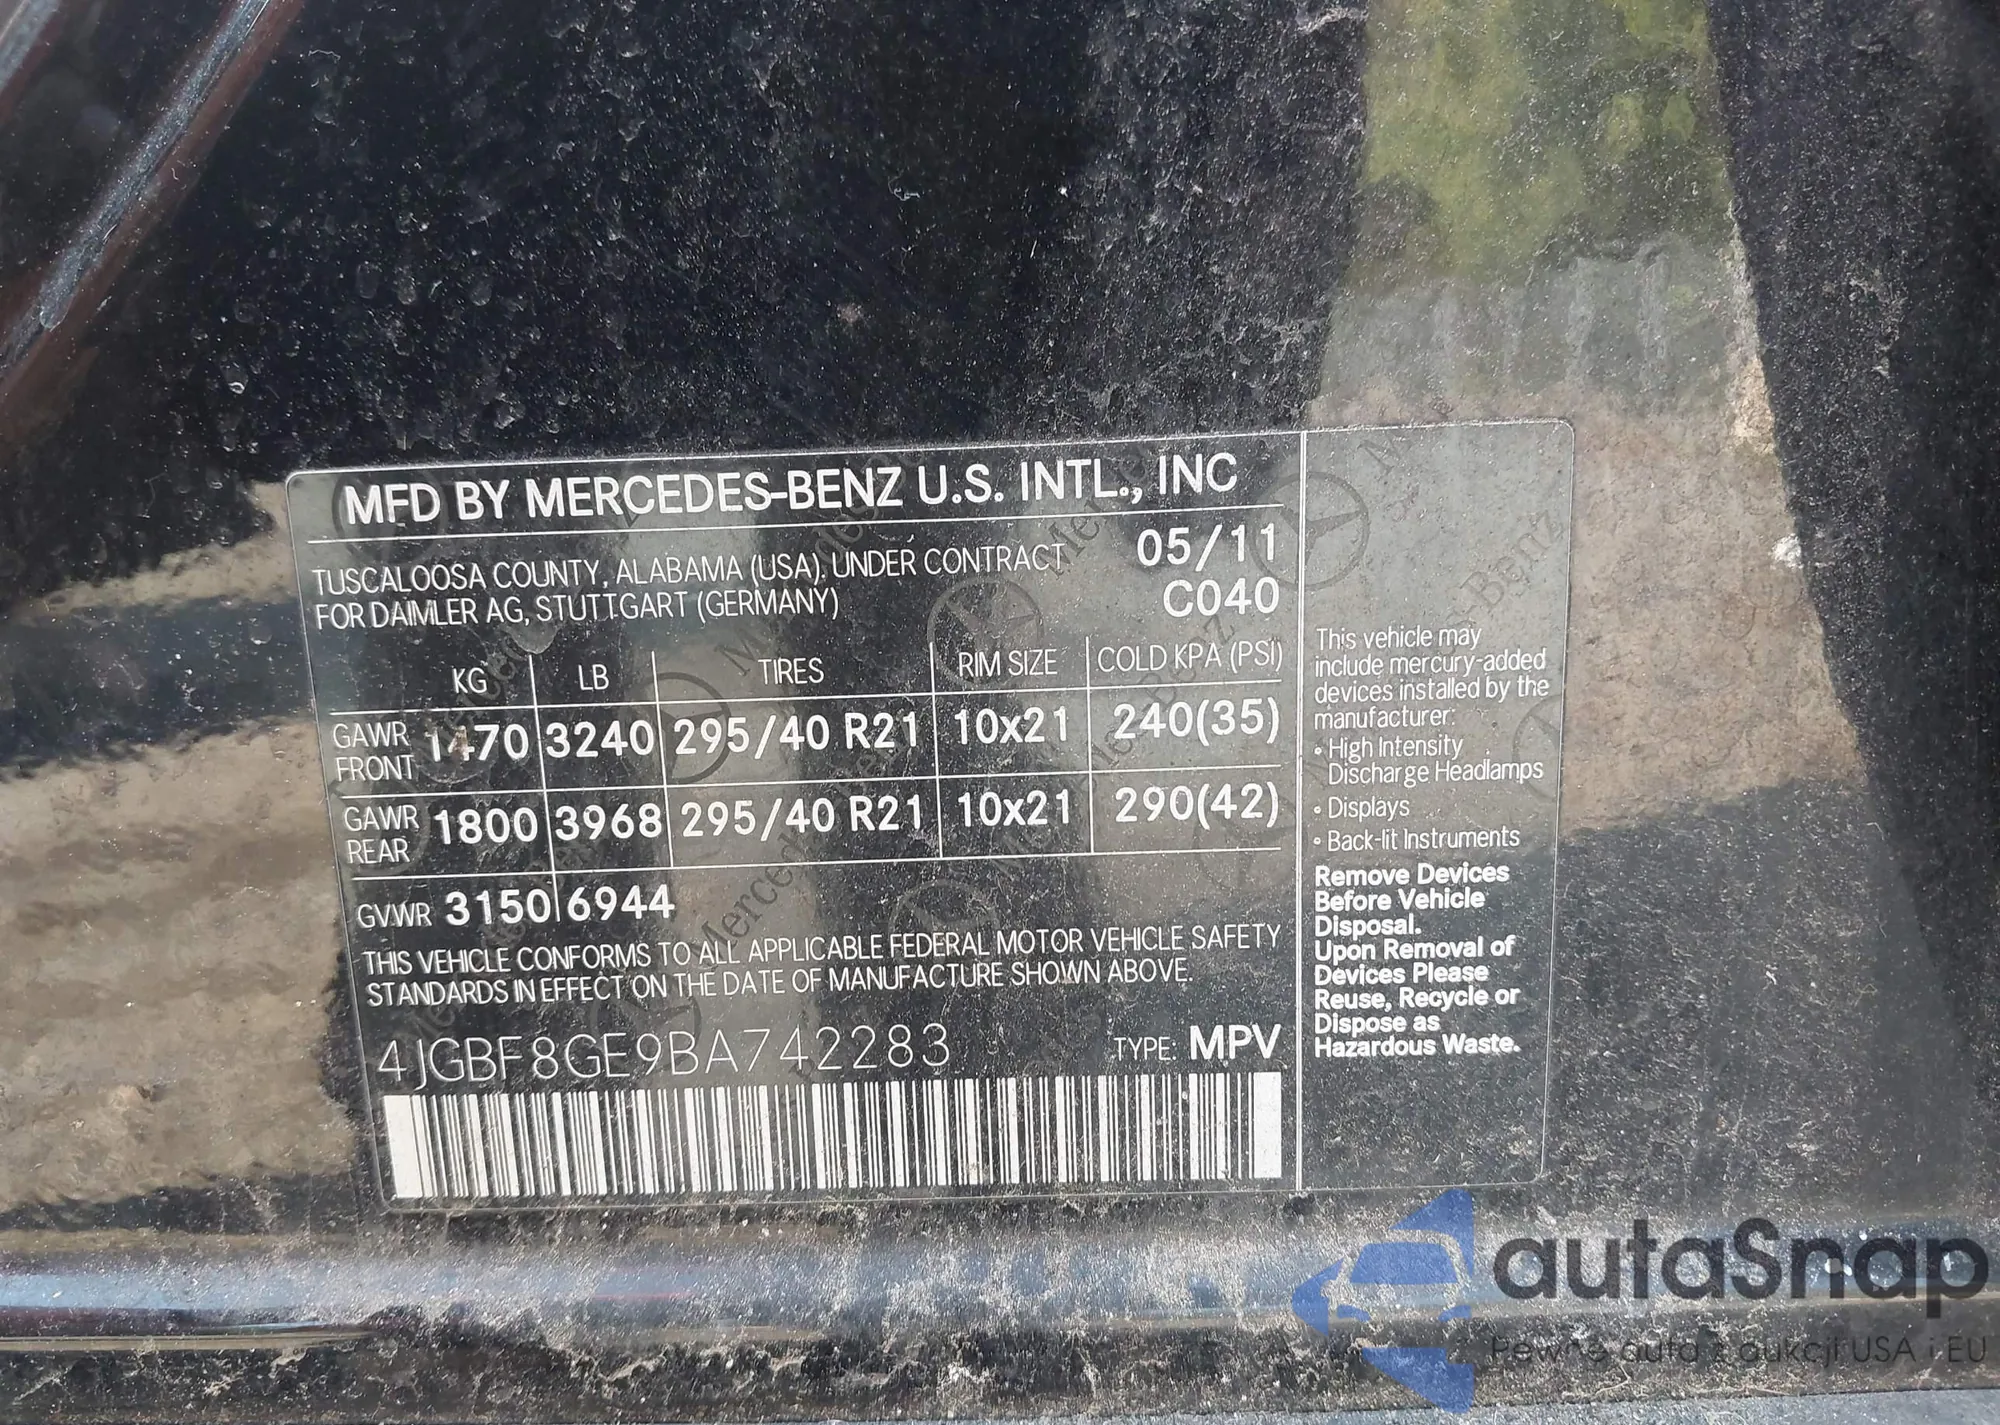 MFD BY MERCEDES-BENZ U.S. INTL., INC
TUSCALOOSA COUNTY, ALABAMA (USA). UNDER CONTRACT
FOR DAIMLER AG, STUTTGART (GERMANY)
05/11
C040
KG LB TIRES RIM SIZE COLD KPA (PSI)
GAWR FRONT 1470 3240 295/40 R21 10x21 240(35)
GAWR REAR 1800 3968 295/40 R21 10x21 290(42)
GVWR 3150 6944
THIS VEHICLE CONFORMS TO ALL APPLICABLE FEDERAL MOTOR VEHICLE SAFETY
STANDARDS IN EFFECT ON THE DATE OF MANUFACTURE SHOWN ABOVE.
4JGBF8GE9BA742283 TYPE: MPV
This vehicle may
include mercury-added
devices installed by the
manufacturer:
• High Intensity
Discharge Headlamps
• Displays
• Back-lit Instruments
Remove Devices
Before Vehicle
Disposal.
Upon Removal of
Devices Please
Reuse, Recycle or
Dispose as
Hazardous Waste.
autaSnap
Pewne auta z aukcji USA i EU